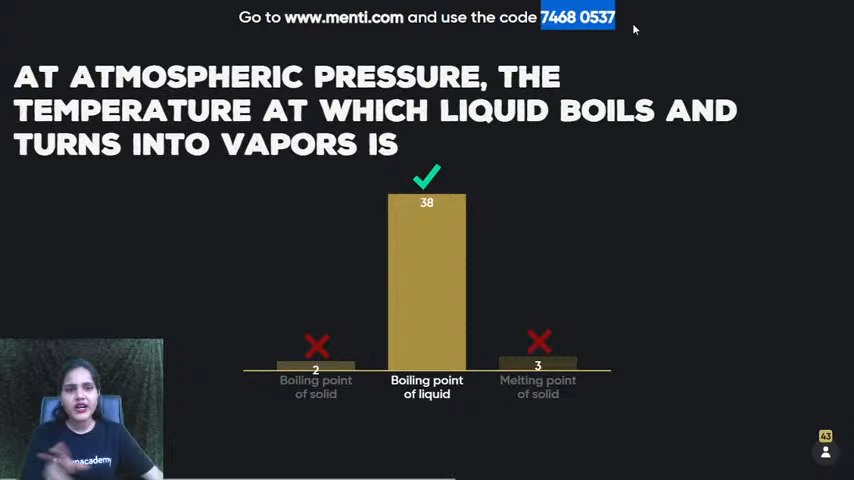 Go to www.menti.com and use the code 7468 0537
AT ATMOSPHERIC PRESSURE, THE
TEMPERATURE AT WHICH LIQUID BOILS AND
TURNS INTO VAPORS IS
38
2
3
Boiling point
of solid
Boiling point
of liquid
Melting point
of solid
43